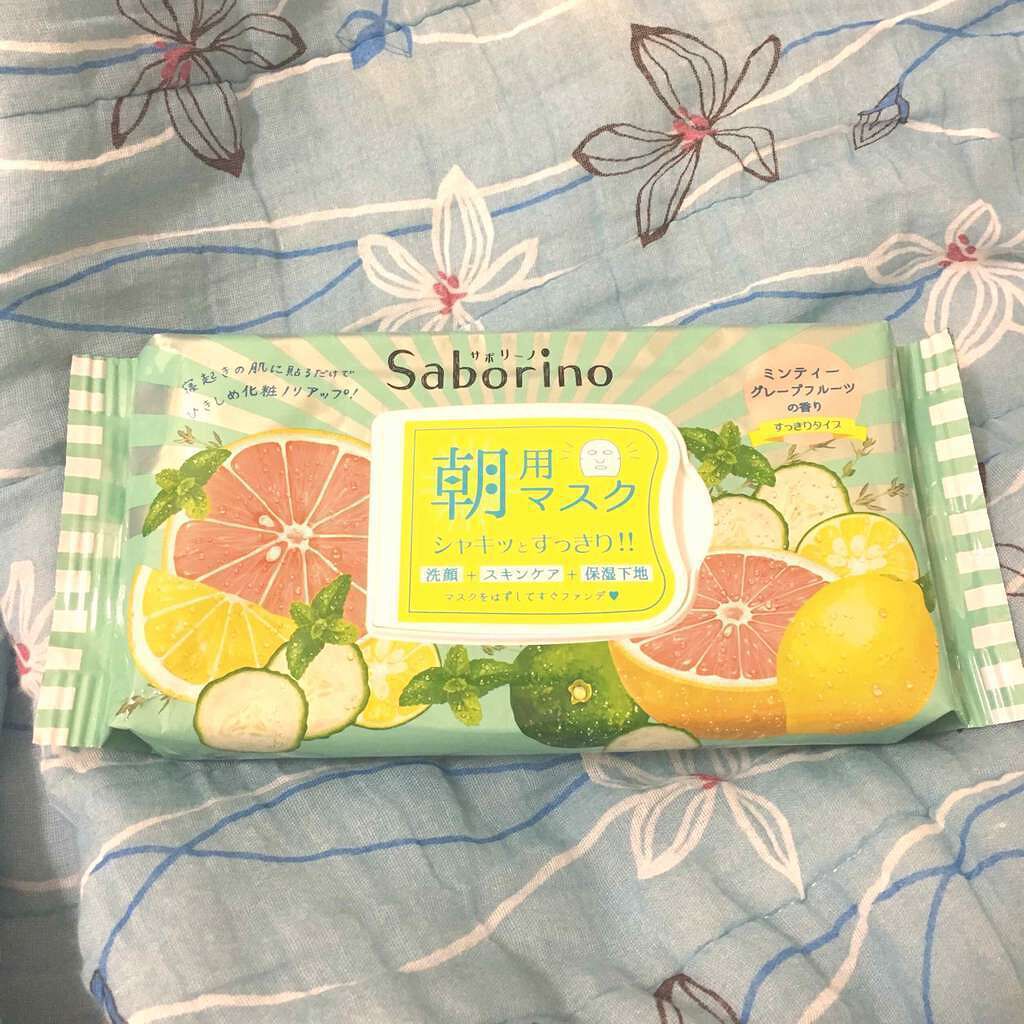 サボリーノ
Saborino
寝起きの肌に貼るだけで
ひきしめ化粧ノリアップ!
ミンティー
グレープフルーツ
の香り
すっきりタイプ
朝用マスク
シャキッとすっきり!!
洗顔+スキンケア+保湿下地
マスクをはずしてすぐファンデ♥